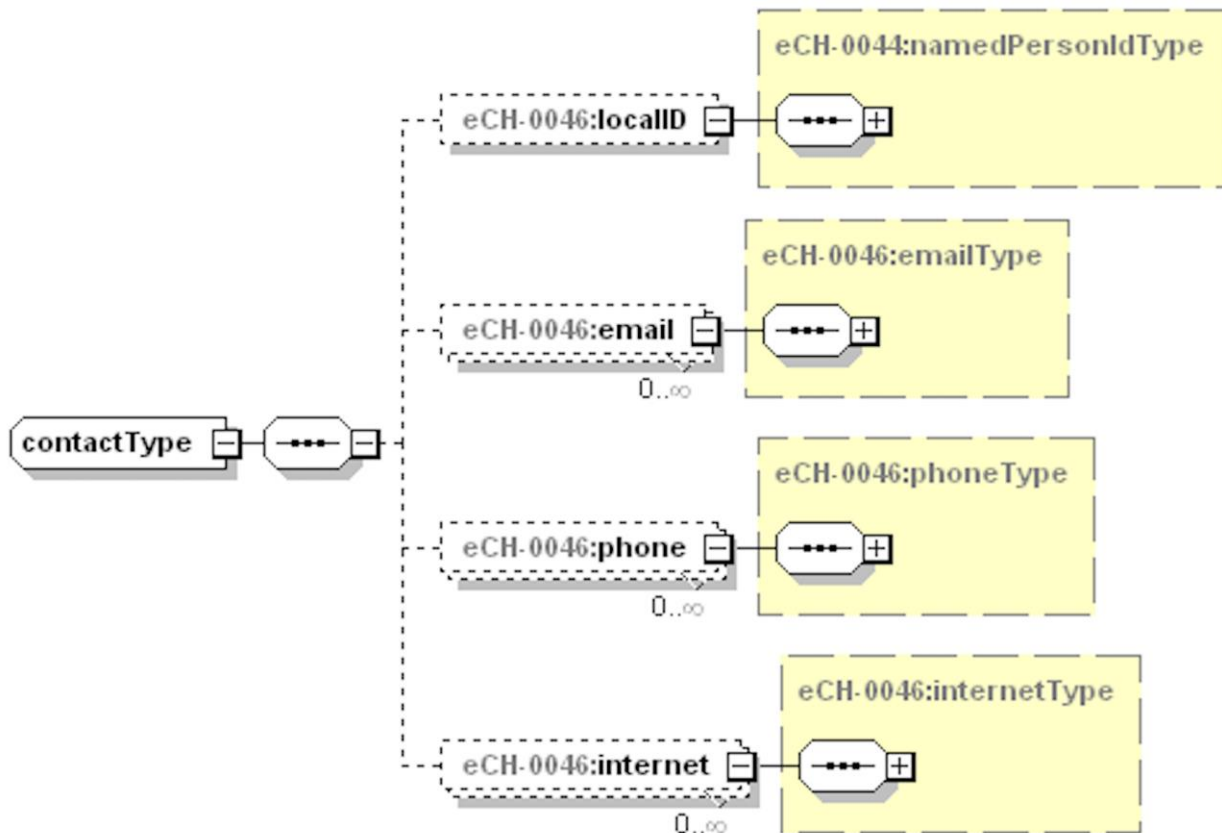 eCH-0044:namedPersonIdType
eCH-0046:localID
eCH-0046:emailType
eCH-0046:email
0..∞
contactType
eCH-0046:phoneType
eCH-0046:phone
0..∞
eCH-0046:internetType
eCH-0046:internet
0..∞